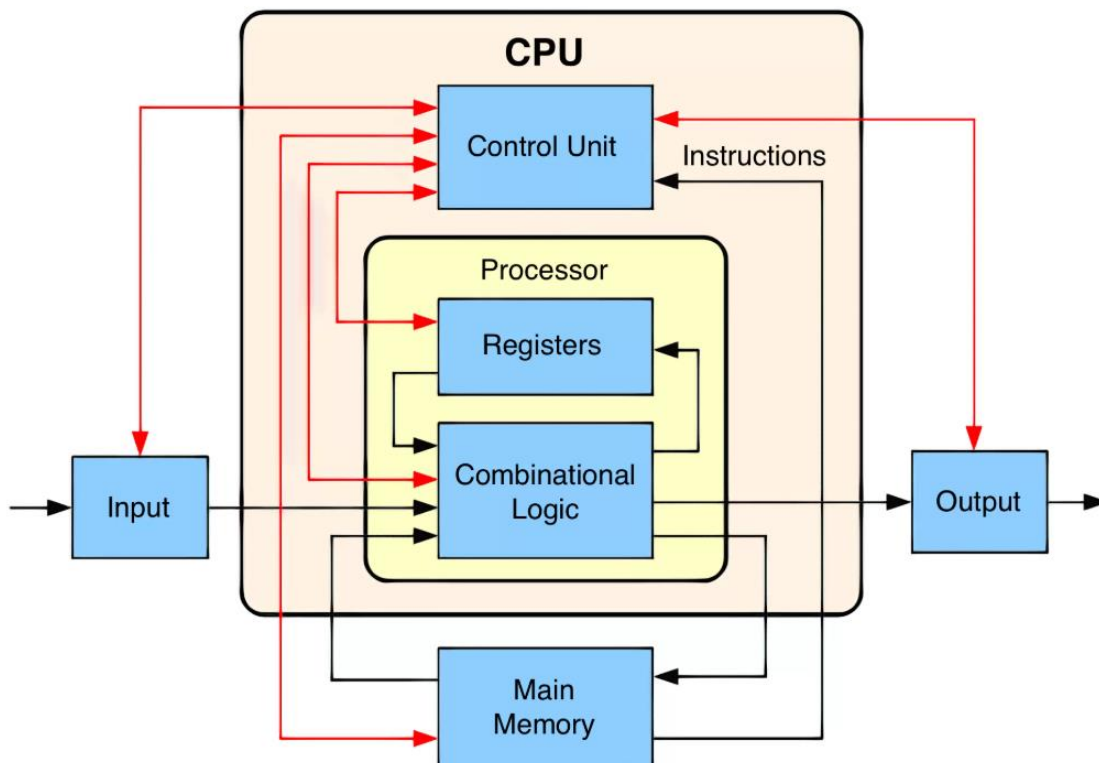 CPU
Control Unit
Instructions
Processor
Registers
Combinational
Logic
Input
Output
Main
Memory